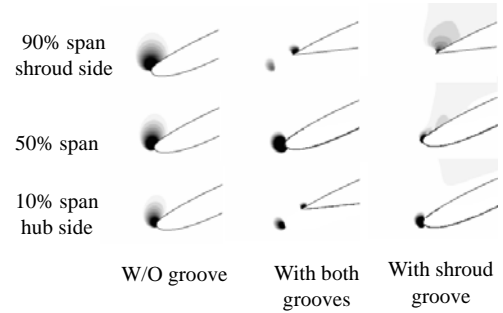 90% span
shroud side
50% span
10% span
hub side
W/O groove
With both
grooves
With shroud
groove